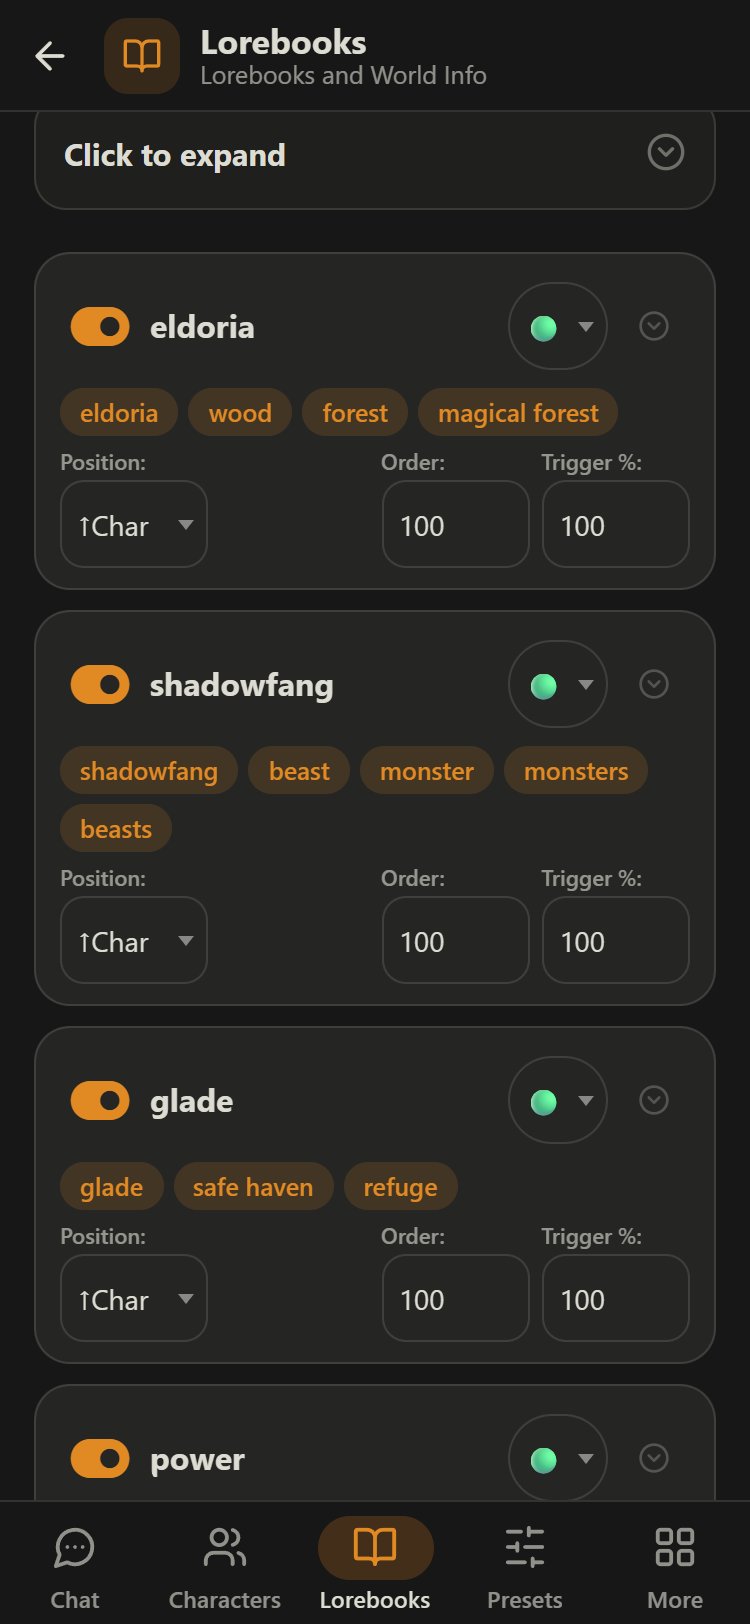 Lorebooks
Lorebooks and World Info
Click to expand
eldoria
eldoria wood forest magical forest
Position: Order: Trigger %:
↑Char 100 100
shadowfang
shadowfang beast monster monsters
beasts
Position: Order: Trigger %:
↑Char 100 100
glade
glade safe haven refuge
Position: Order: Trigger %:
↑Char 100 100
power
Chat Characters Lorebooks Presets More